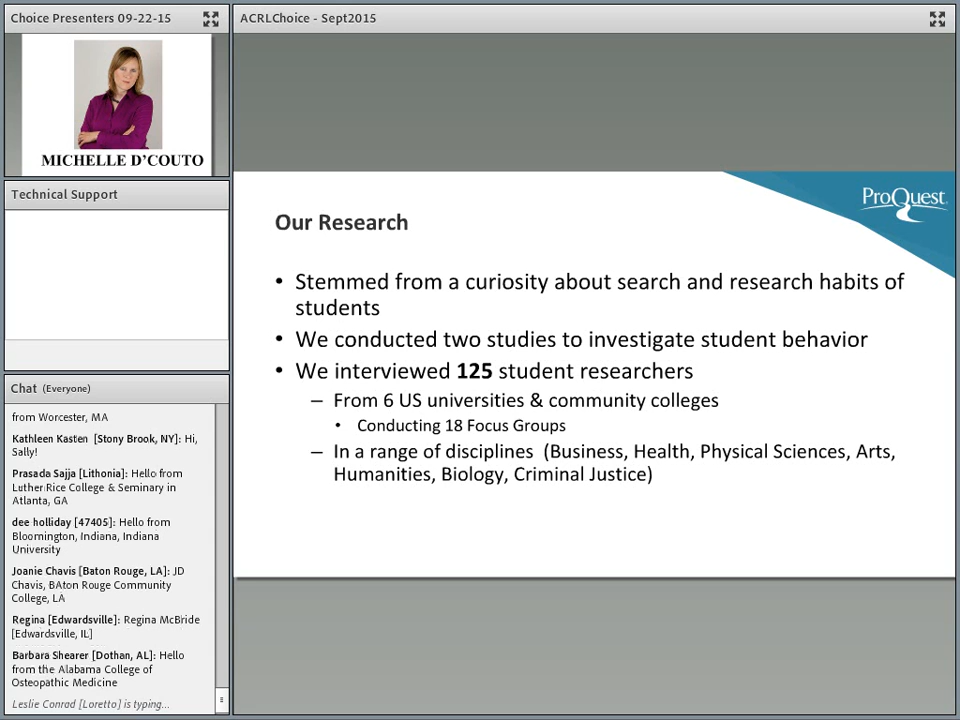 Choice Presenters 09-22-15
MICHELLE D'COUTO
Technical Support
Chat (Everyone)
from Worcester, MA
Kathleen Kasten [Stony Brook, NY]: Hi,
Sally!
Prasada Sajja [Lithonia]: Hello from
Luther Rice College & Seminary in
Atlanta, GA
dee holliday [47405]: Hello from
Bloomington, Indiana, Indiana
University
Joanie Chavis [Baton Rouge, LA]: JD
Chavis, BAton Rouge Community
College, LA
Regina [Edwardsville]: Regina McBride
[Edwardsville, IL]
Barbara Shearer [Dothan, AL]: Hello
from the Alabama College of
Osteopathic Medicine
Leslie Conrad [Loretto] is typing...
ACRLChoice - Sept2015
ProQuest
Our Research
• Stemmed from a curiosity about search and research habits of
students
• We conducted two studies to investigate student behavior
• We interviewed 125 student researchers
– From 6 US universities & community colleges
• Conducting 18 Focus Groups
– In a range of disciplines (Business, Health, Physical Sciences, Arts,
Humanities, Biology, Criminal Justice)